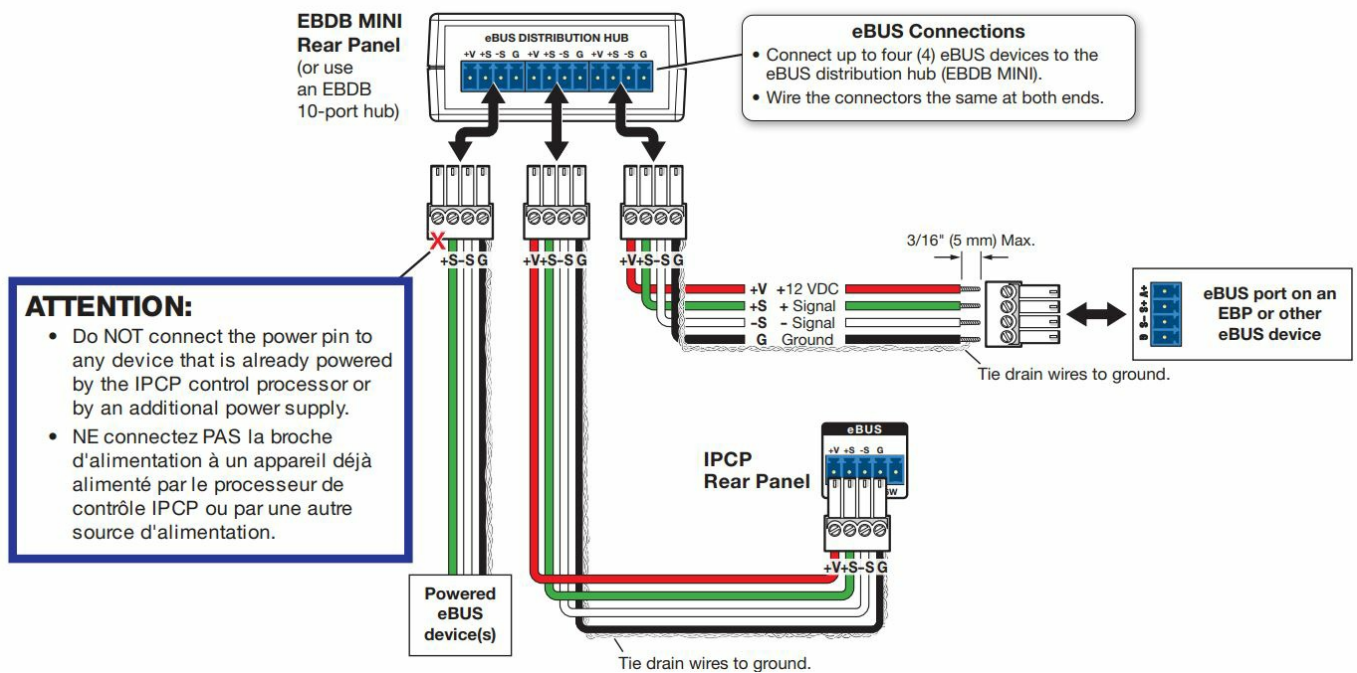 EBDB MINI
Rear Panel
(or use
an EBDB
10-port hub)
eBUS DISTRIBUTION HUB
+V +S -S G +V +S -S G +V +S -S G
eBUS Connections
• Connect up to four (4) eBUS devices to the
eBUS distribution hub (EBDB MINI).
• Wire the connectors the same at both ends.
X
+S-S G
+V+S-S G
+V+S-S G
3/16" (5 mm) Max.
+V +12 VDC
+S + Signal
-S - Signal
G Ground
Tie drain wires to ground.
A+
S+
S-
G
eBUS port on an
EBP or other
eBUS device
ATTENTION:
• Do NOT connect the power pin to
any device that is already powered
by the IPCP control processor or
by an additional power supply.
• NE connectez PAS la broche
d'alimentation à un appareil déjà
alimenté par le processeur de
contrôle IPCP ou par une autre
source d'alimentation.
IPCP
Rear Panel
eBUS
+V +S -S G
+V+S-S G
Powered
eBUS
device(s)
Tie drain wires to ground.